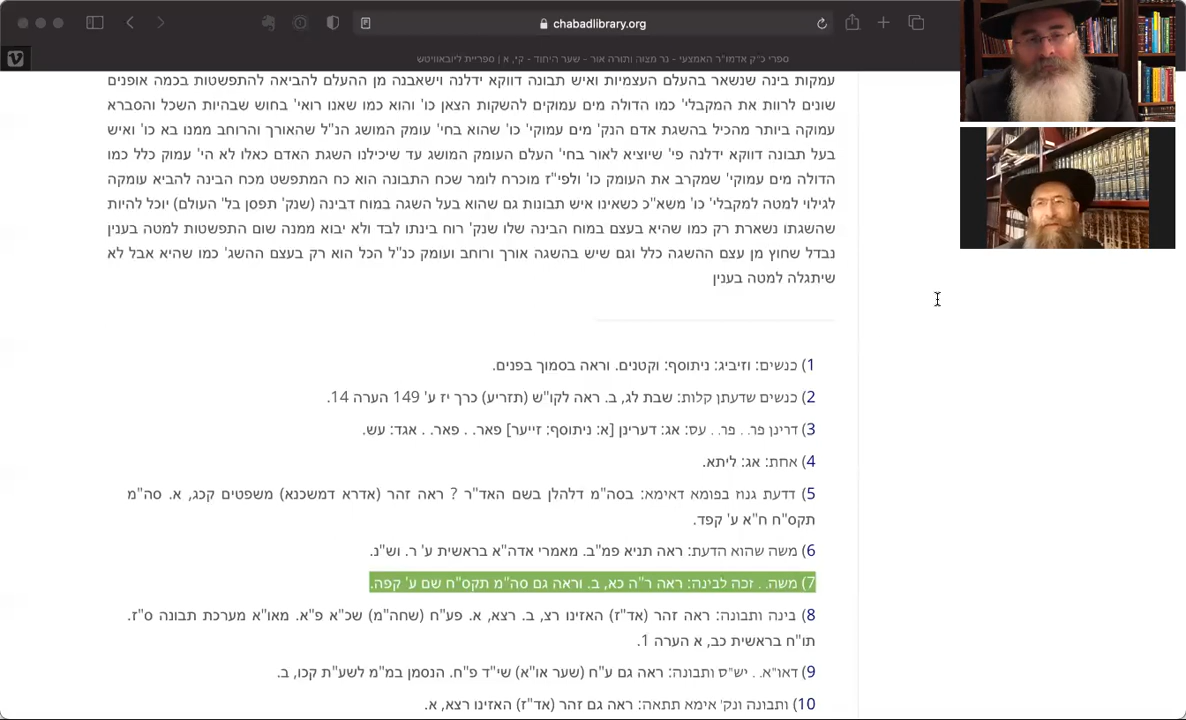 chabadlibrary.org
ספרי כ"ק אדמו"ר האמצעי - נר מצוה ותורה אור - שער היחוד - קי, א | ספריית ליובאוויטש
עמקות בינה שנשאר בהעלם העצמיות ואיש תבונה דווקא ידלנה וישאבנה מן ההעלם להביאה להתפשטות בכמה אופנים
שונים לרוות את המקבלי' כמו הדולה מים עמוקים להשקות הצאן כו' והוא כמו שאנו רואי' בחוש שבהיות השכל והסברא
עמוקה ביותר מהכיל בהשגת אדם הנק' מים עמוקי' כו' שהוא בחי' עומק המושג הנ"ל שהאורך והרוחב ממנו בא כו' ואיש
בעל תבונה דווקא ידלנה פי' שיוציא לאור בחי' העלם העומק המושג עד שיכילנו השגת האדם כאלו לא הי' עמוק כלל כמו
הדולה מים עמוקי' שמקרב את העומק כו' ולפי"ז מוכרח לומר שכח התבונה הוא כח המתפשט מכח הבינה להביא עומקה
לגילוי למטה למקבלי' כו' משא"כ כשאינו איש תבונות גם שהוא בעל השגה במוח דבינה (שנק' תפסן בל' העולם) יוכל להיות
שהשגתו נשארת רק כמו שהיא בעצם במוח הבינה שלו שנק' רוח בינתו לבד ולא יבוא ממנה שום התפשטות למטה בענין
נבדל שחוץ מן עצם ההשגה כלל וגם שיש בהשגה אורך ורוחב ועומק כנ"ל הכל הוא רק בעצם ההשג' כמו שהיא אבל לא
שיתגלה למטה בענין
1) כנשים: וזיביג: ניתוסף: וקטנים. וראה בסמוך בפנים.
2) כנשים שדעתן קלות: שבת לג, ב. ראה לקו"ש (תזריע) כרך יז ע' 149 הערה 14.
3) דרינן פר. . פר. . עס: אג: דערינן [א: ניתוסף: זייער] פאר. . פאר. . אגד: עש.
4) אחת: אג: ליתא.
5) דדעת גנוז בפומא דאימא: בסה"מ דלהלן בשם האד"ר ? ראה זהר (אדרא דמשכנא) משפטים קכג, א. סה"מ
תקס"ח ח"א ע' קפד.
6) משה שהוא הדעת: ראה תניא פמ"ב. מאמרי אדה"א בראשית ע' ר. וש"נ.
7) משה. . זכה לבינה: ראה ר"ה כא, ב. וראה גם סה"מ תקס"ח שם ע' קפה.
8) בינה ותבונה: ראה זהר (אד"ז) האזינו רצ, ב. רצא, א. פע"ח (שחה"מ) שכ"א פ"א. מאו"א מערכת תבונה ס"ז.
תו"ח בראשית כב, א הערה 1.
9) דאו"א. . יש"ס ותבונה: ראה גם ע"ח (שער או"א) שי"ד פ"ח. הנסמן במ"מ לשע"ת קכו, ב.
10) ותבונה ונק' אימא תתאה: ראה גם זהר (אד"ז) האזינו רצא, א.